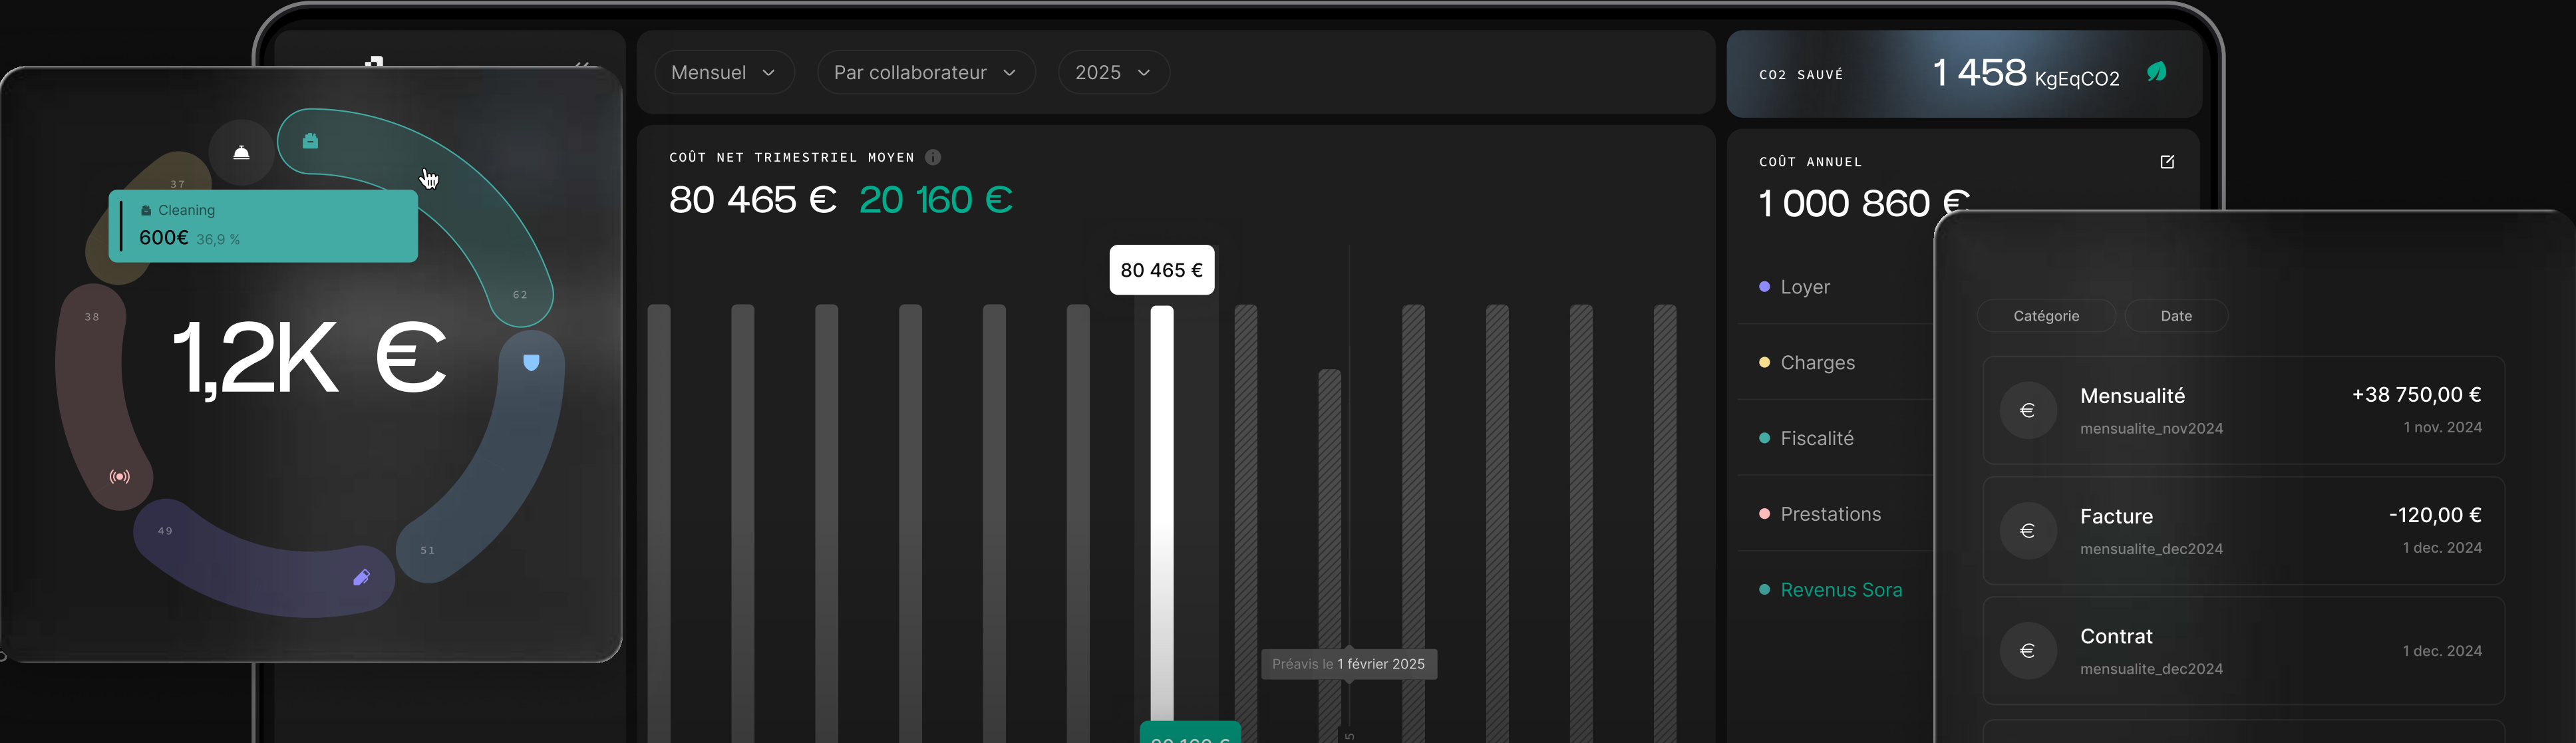 37
Cleaning
600€ 36,9 %
62
38
1,2K €
49
51
Mensuel
Par collaborateur
2025
COÛT NET TRIMESTRIEL MOYEN
80 465 € 20 160 €
80 465 €
Préavis le 1 février 2025
5
CO2 SAUVÉ
1 458 KgEqCO2
COÛT ANNUEL
1 000 860 €
Loyer
Charges
Fiscalité
Prestations
Revenus Sora
Catégorie
Date
Mensualité
+38 750,00 €
mensualite_nov2024
1 nov. 2024
Facture
-120,00 €
mensualite_dec2024
1 dec. 2024
Contrat
mensualite_dec2024
1 dec. 2024